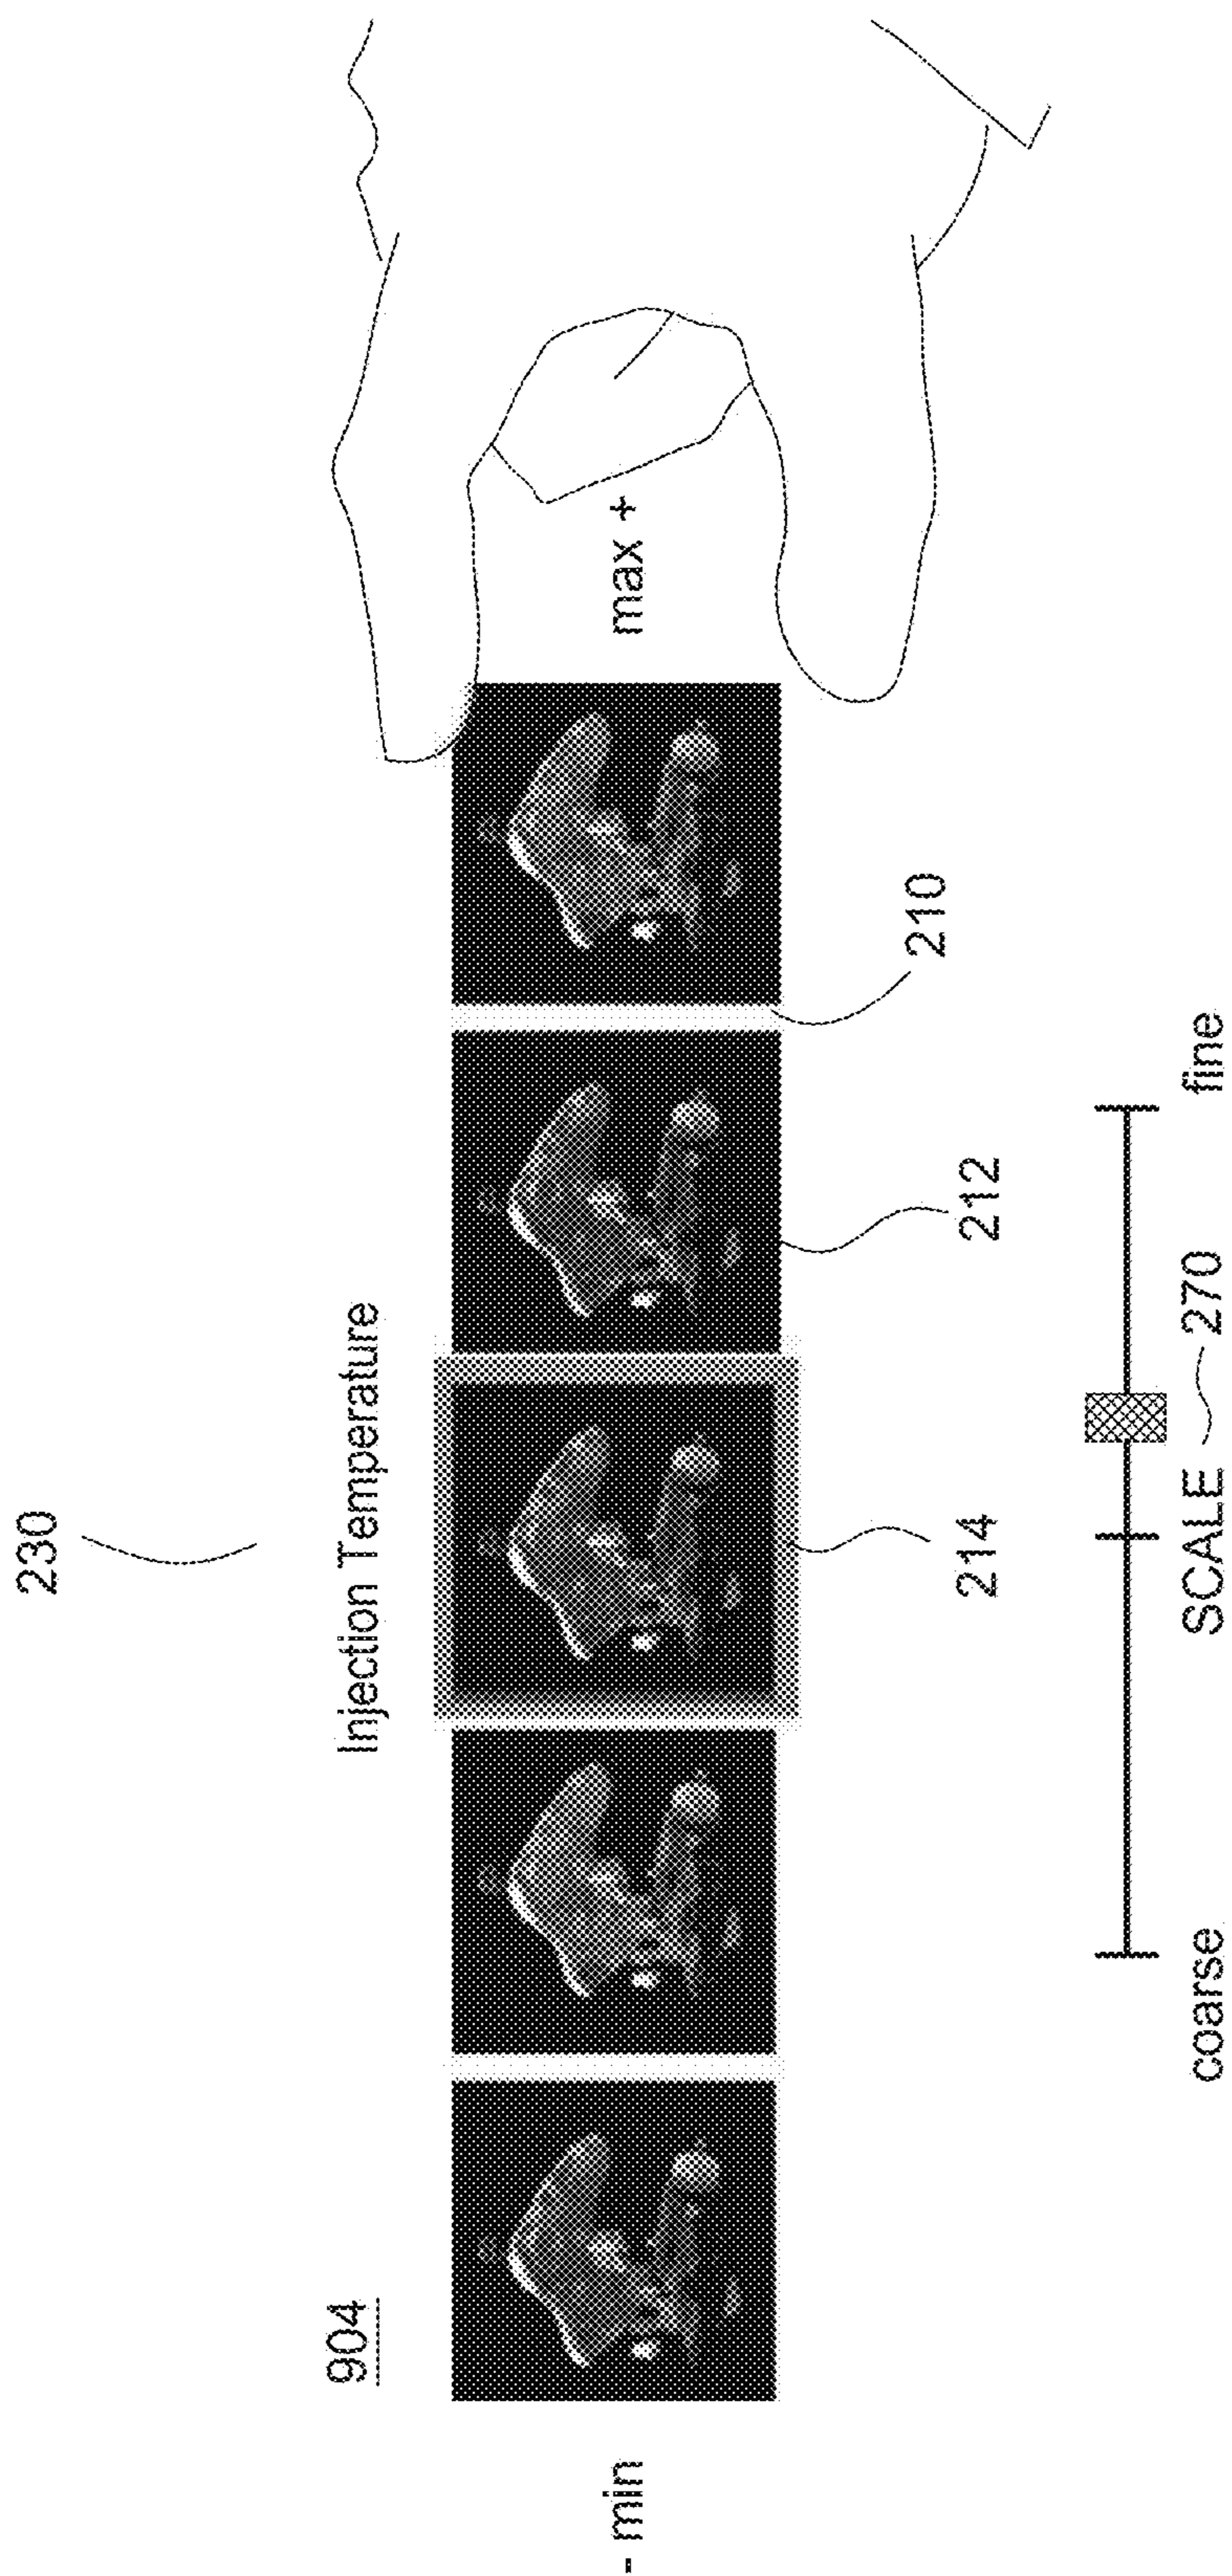 230
904
Injection Temperature
- min
max +
214
212
210
coarse
SCALE
270
fine